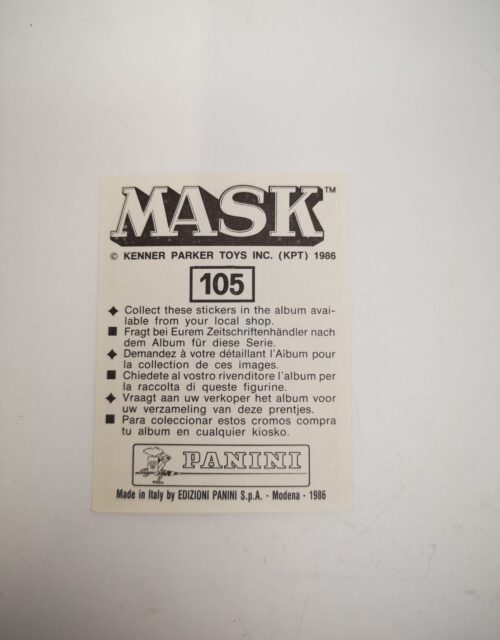 MASK™
© KENNER PARKER TOYS INC. (KPT) 1986
105
Collect these stickers in the album avai-
lable from your local shop.
Fragt bei Eurem Zeitschriftenhändler nach
dem Album für diese Serie.
Demandez à votre détaillant l'Album pour
la collection de ces images.
Chiedete al vostro rivenditore l'album per
la raccolta di queste figurine.
Vraagt aan uw verkoper het album voor
uw verzameling van deze prentjes.
Para coleccionar estos cromos compra
tu album en cualquier kiosko.
PANINI
Made in Italy by EDIZIONI PANINI S.p.A. - Modena - 1986